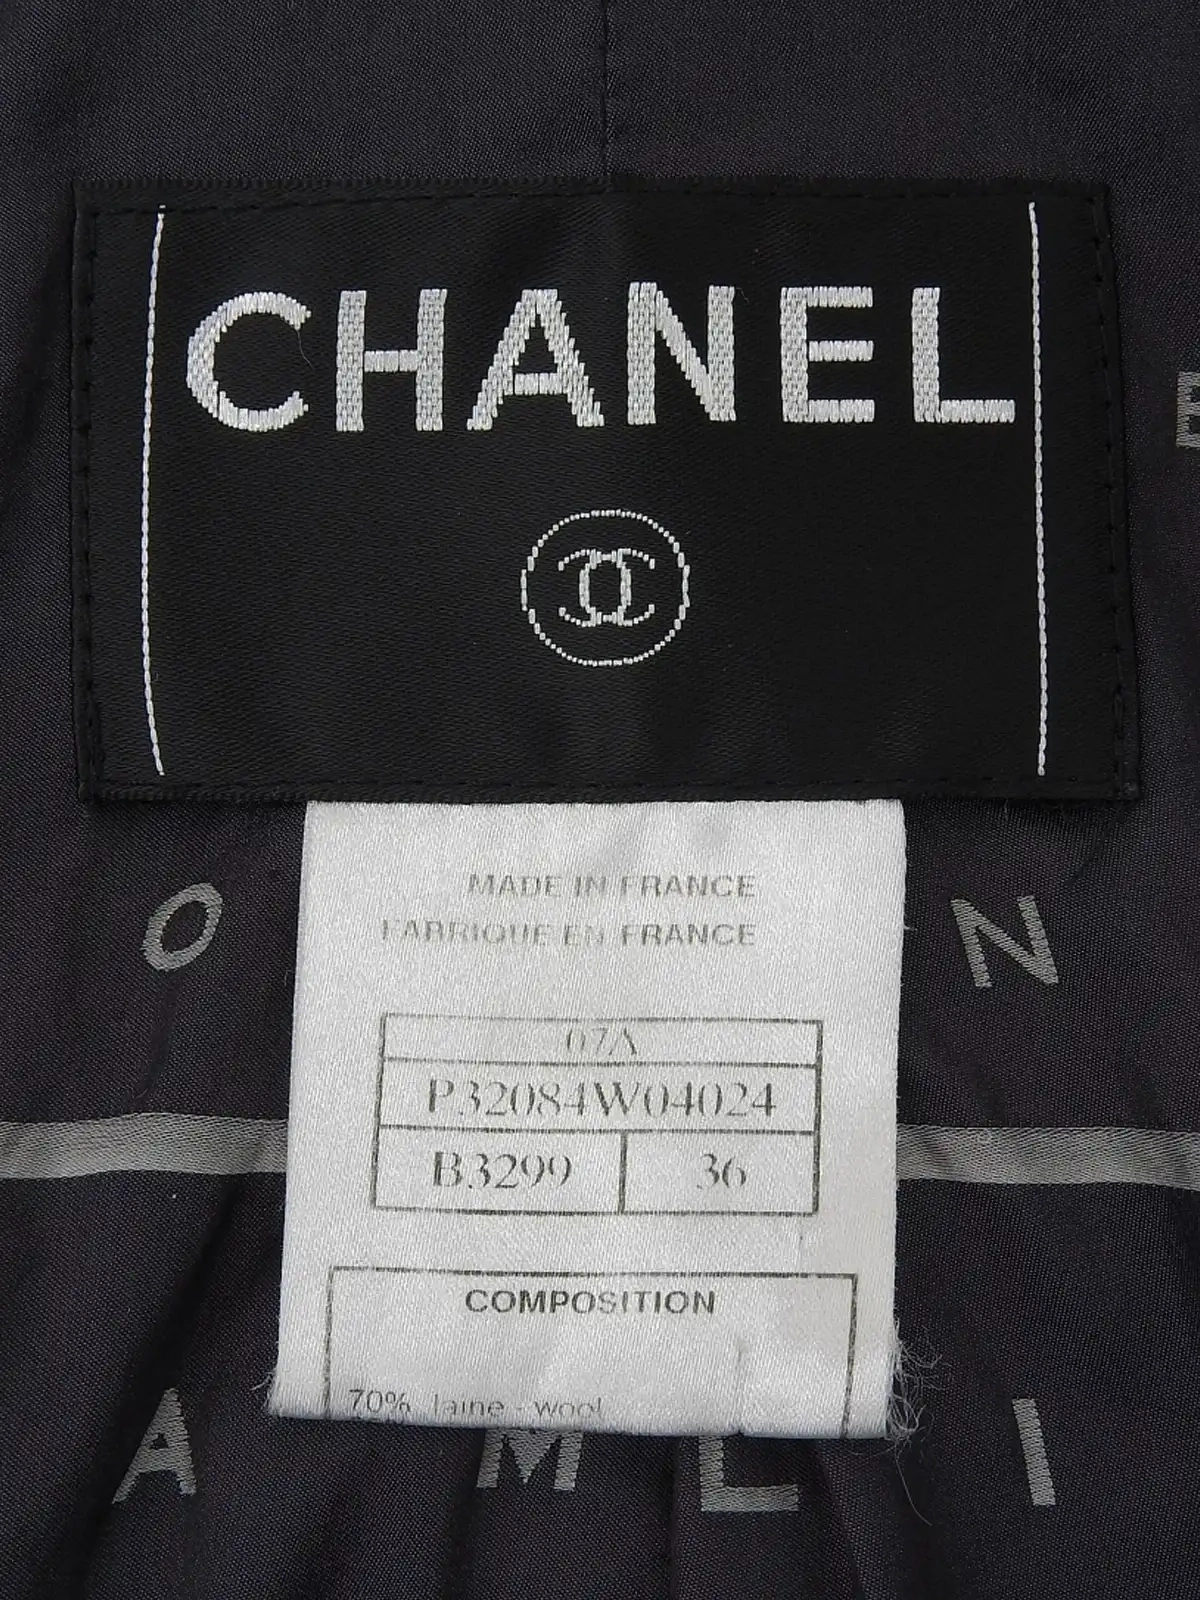 CHANEL
E
MADE IN FRANCE
FABRIQUE EN FRANCE
O N
07A
P32084W04024
B3299 36
COMPOSITION
70% laine - wool
A M L I